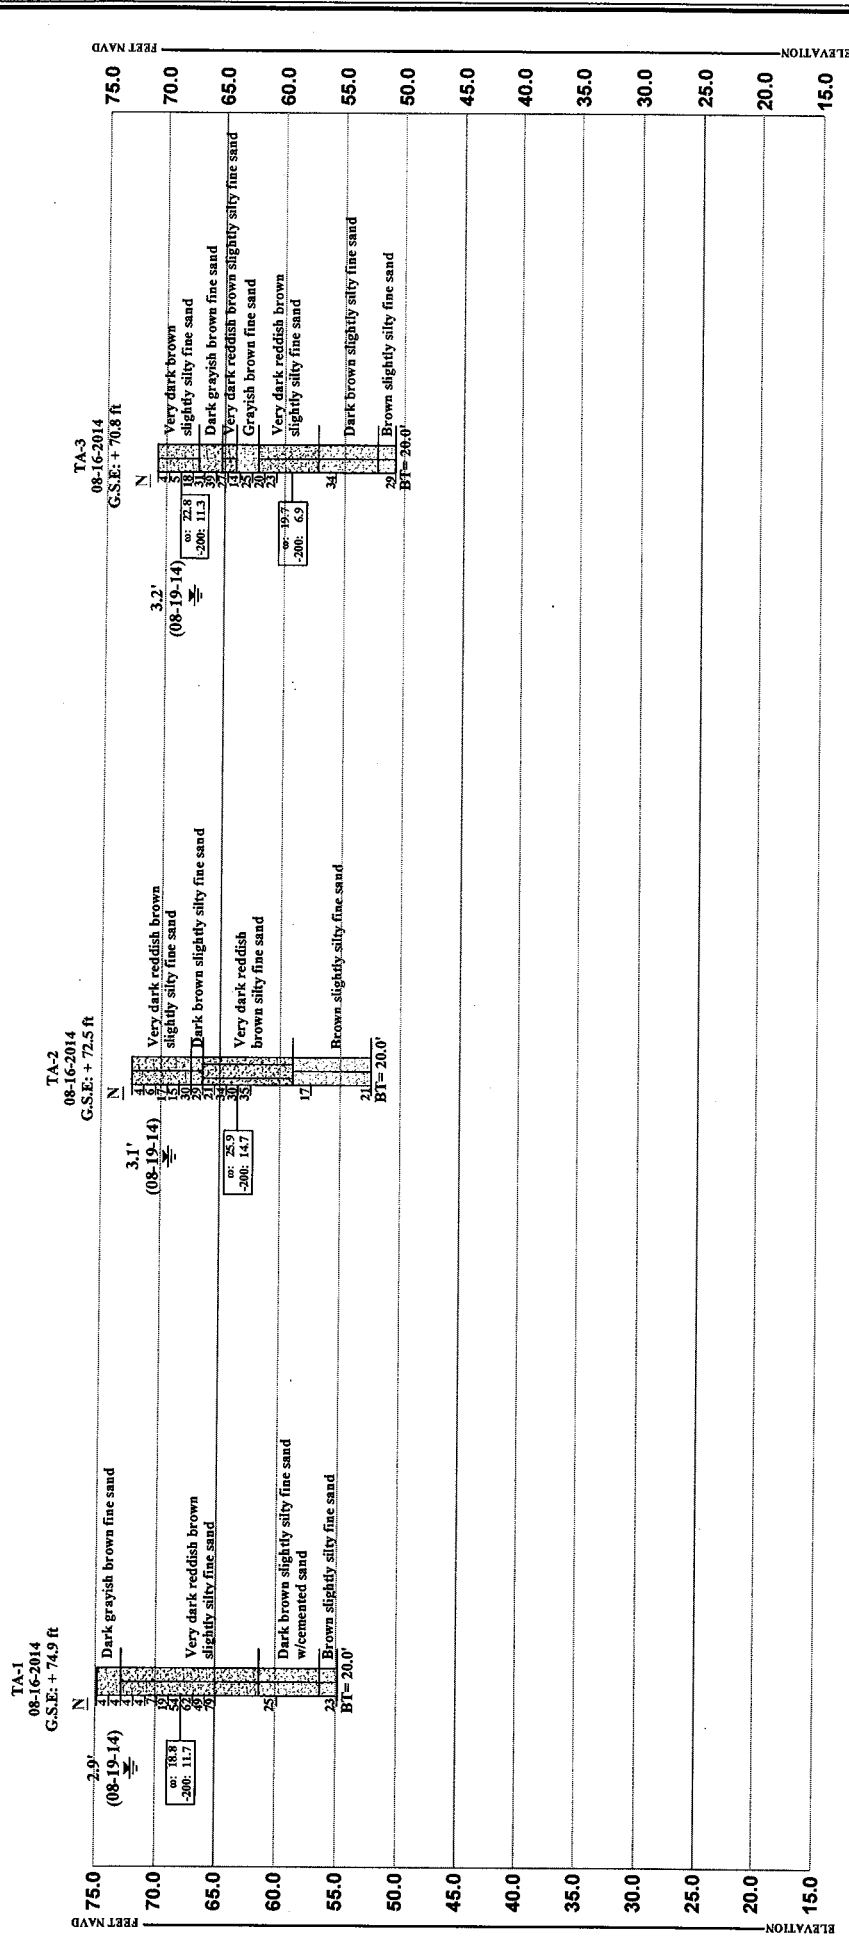 TA-1
08-16-2014
G.S.E: + 74.9 ft
N
2.9'
(08-19-14)
4
4
4
4
7
19
54
62
49
79
25
23
ω: 18.8
-200: 11.7
Dark grayish brown fine sand
Very dark reddish brown
slightly silty fine sand
Dark brown slightly silty fine sand
w/cemented sand
Brown slightly silty fine sand
BT= 20.0'
TA-2
08-16-2014
G.S.E: + 72.5 ft
N
3.1'
(08-19-14)
4
6
17
15
30
29
21
34
30
35
17
21
ω: 25.9
-200: 14.7
Very dark reddish brown
slightly silty fine sand
Dark brown slightly silty fine sand
Very dark reddish
brown silty fine sand
Brown slightly silty fine sand
BT= 20.0'
TA-3
08-16-2014
G.S.E: + 70.8 ft
N
3.2'
(08-19-14)
4
5
18
31
39
27
14
25
20
23
34
29
ω: 22.8
-200: 11.3
ω: 19.7
-200: 6.9
Very dark brown
slightly silty fine sand
Dark grayish brown fine sand
Very dark reddish brown slightly silty fine sand
Grayish brown fine sand
Very dark reddish brown
slightly silty fine sand
Dark brown slightly silty fine sand
Brown slightly silty fine sand
BT= 20.0'
75.0
70.0
65.0
60.0
55.0
50.0
45.0
40.0
35.0
30.0
25.0
20.0
15.0
ELEVATION
FEET NAVD
75.0
70.0
65.0
60.0
55.0
50.0
45.0
40.0
35.0
30.0
25.0
20.0
15.0
ELEVATION
FEET NAVD